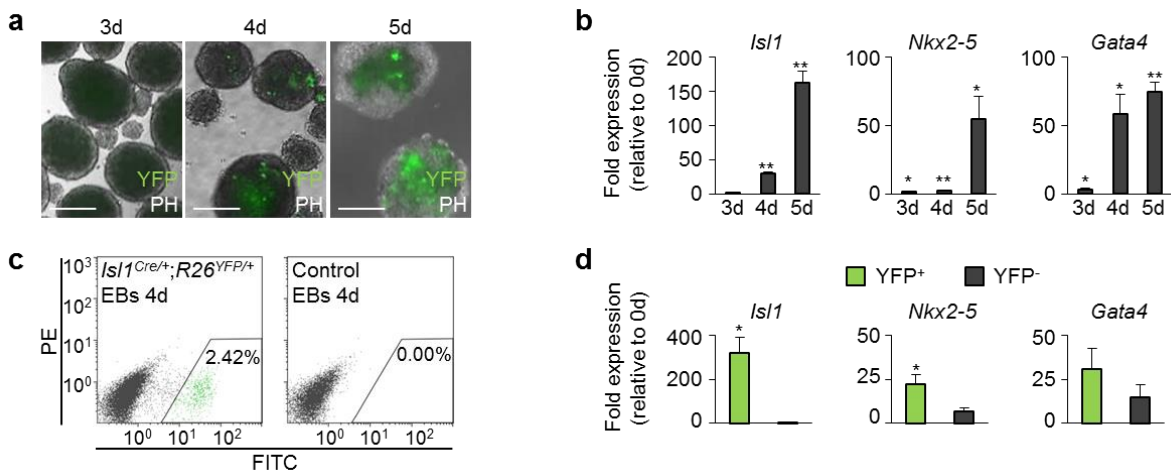 a
3d 4d 5d
YFP
PH
YFP
PH
YFP
PH
b
Isl1
Nkx2-5
Gata4
Fold expression
(relative to 0d)
200
150
100
50
0
**
**
3d 4d 5d
100
50
0
*
**
*
3d 4d 5d
100
50
0
*
*
**
3d 4d 5d
c
PE
10³
10²
10¹
10⁰
Isl1Cre/+;R26YFP/+
EBs 4d
2.42%
10⁰ 10¹ 10²
Control
EBs 4d
0.00%
10⁰ 10¹ 10²
FITC
d
YFP⁺ YFP⁻
Isl1
Nkx2-5
Gata4
Fold expression
(relative to 0d)
400
200
0
*
50
25
0
*
50
25
0